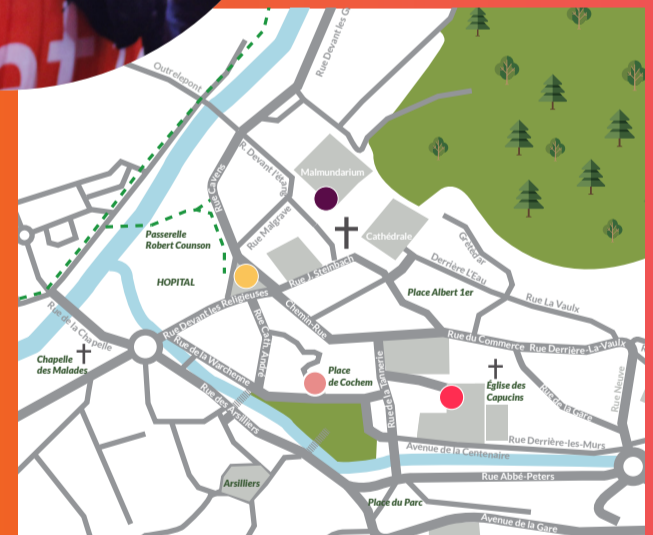 Outrelepont
Rue Devant les G
R. Devant l'étang
Malmundarium
Rue Cavens
Rue Malgrave
Cathédrale
Passerelle
Robert Counson
HOPITAL
Rue J. Steinbach
Derrière L'Eau
Place Albert 1er
Rue La Vaulx
Rue Devant les Religieuses
Chemin-Rue
Rue de la Chapelle
Chapelle
des Malades
Rue de la Warchenne
Rue Cathy André
Rue du Commerce
Rue Derrière-La-Vaulx
Place
de Cochem
Rue de la Tannerie
Église des
Capucins
Rue de la Gare
Rue Neuve
Rue des Arsilliers
Rue Derrière-les-Murs
Avenue de la Centenaire
Rue Abbé-Peters
Arsilliers
Place du Parc
Avenue de la Gare